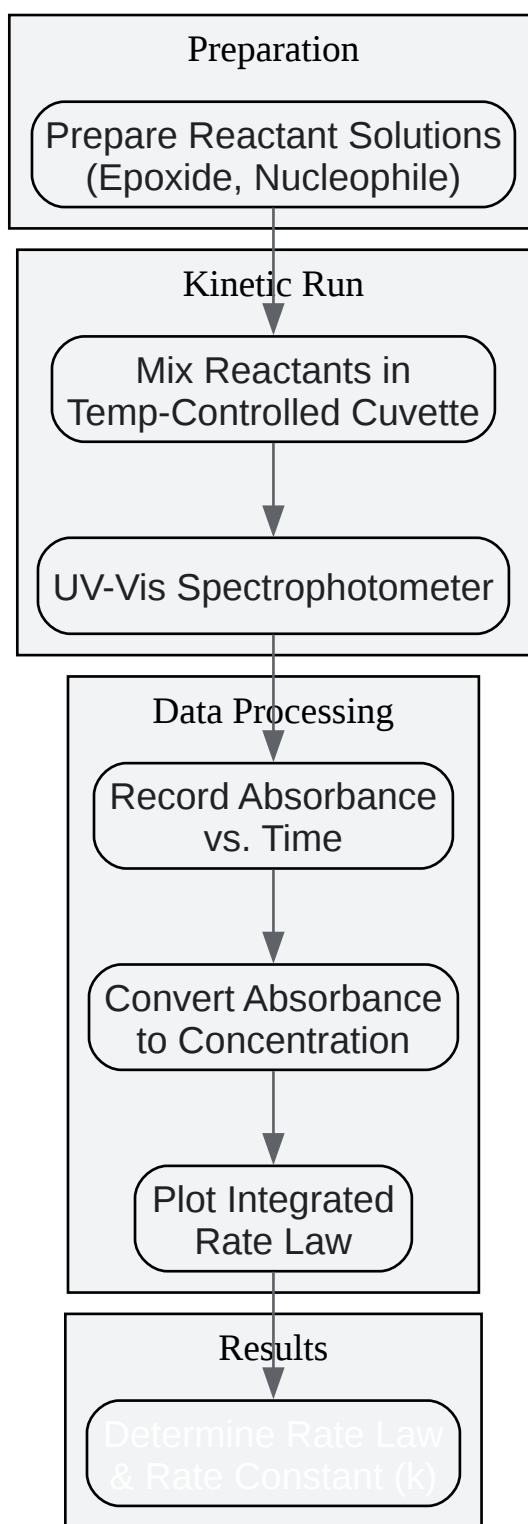 Preparation
Prepare Reactant Solutions
(Epoxide, Nucleophile)
Kinetic Run
Mix Reactants in
Temp-Controlled Cuvette
UV-Vis Spectrophotometer
Data Processing
Record Absorbance
vs. Time
Convert Absorbance
to Concentration
Plot Integrated
Rate Law
Results
Determine Rate Law
& Rate Constant (k)